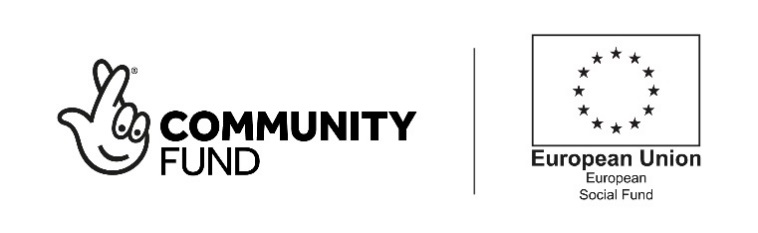 ®
COMMUNITY
FUND
European Union
European
Social Fund